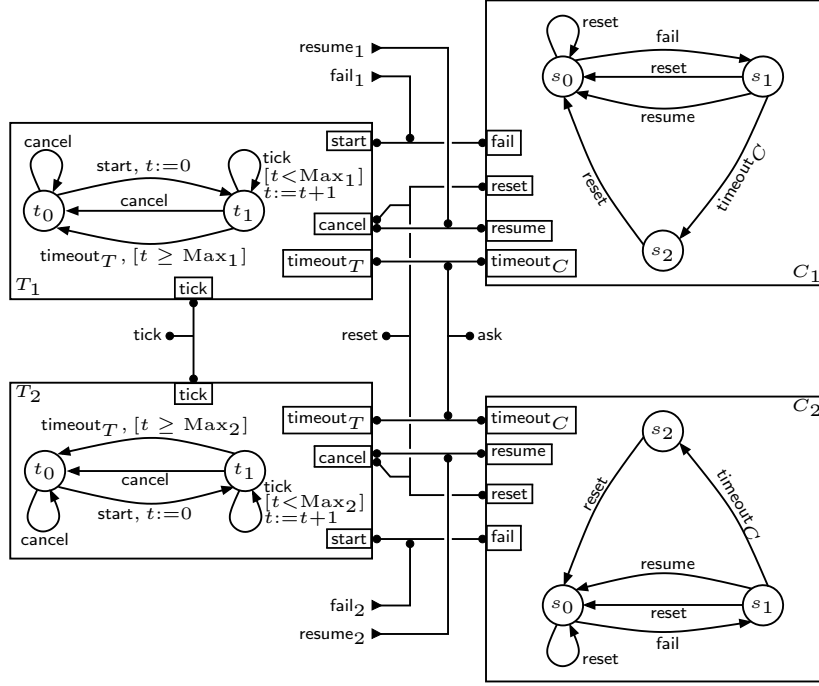 resume1
fail1
reset
s0
fail
s1
reset
resume
timeoutC
reset
s2
C1
fail
reset
resume
timeoutC
cancel
start, t:=0
tick
[t<Max1]
t:=t+1
t0
cancel
t1
timeoutT, [t ≥ Max1]
T1
start
cancel
timeoutT
tick
tick
reset
ask
T2
tick
timeoutT, [t ≥ Max2]
t0
cancel
t1
tick
[t<Max2]
t:=t+1
start, t:=0
cancel
timeoutT
cancel
start
timeoutC
resume
reset
fail
C2
s2
reset
timeoutC
resume
s0
reset
s1
fail
reset
fail2
resume2